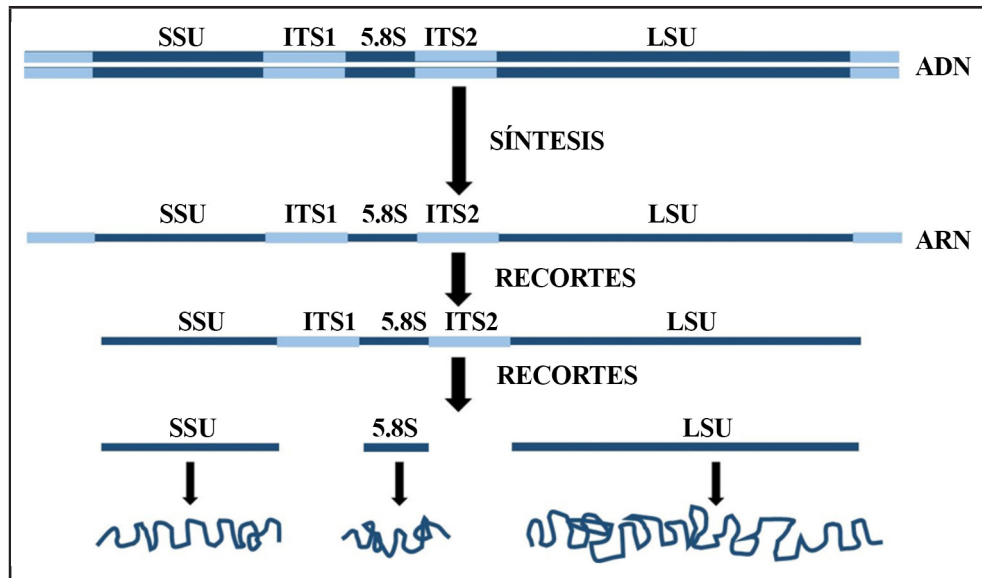 SSU ITS1 5.8S ITS2 LSU
ADN
SÍNTESIS
SSU ITS1 5.8S ITS2 LSU
ARN
RECORTES
SSU ITS1 5.8S ITS2 LSU
RECORTES
SSU 5.8S LSU